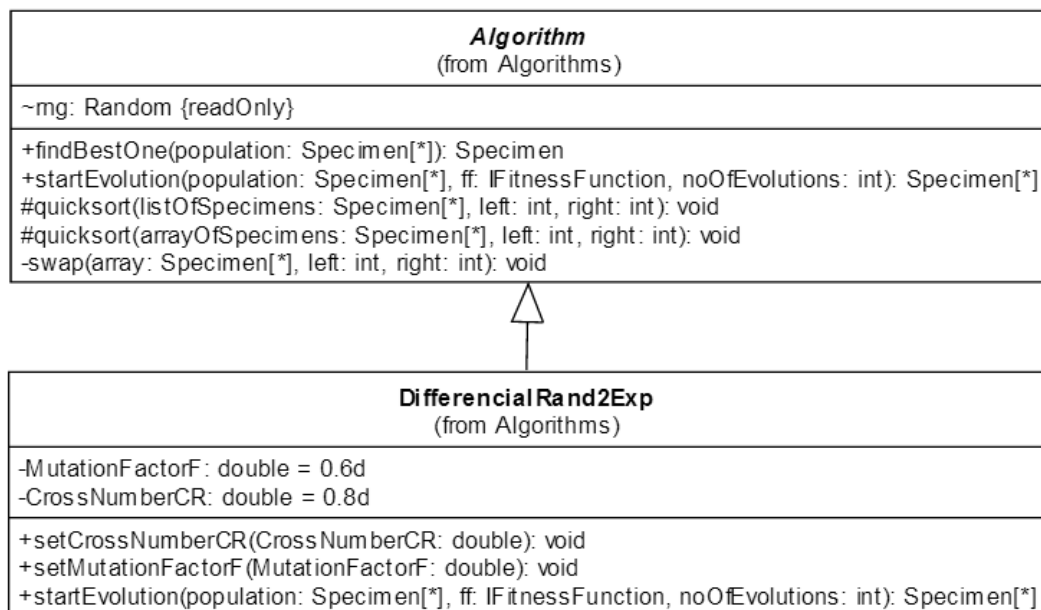 Algorithm
(from Algorithms)
~rng: Random {readOnly}
+findBestOne(population: Specimen[*]): Specimen
+startEvolution(population: Specimen[*], ff: IFitnessFunction, noOfEvolutions: int): Specimen[*]
#quicksort(listOfSpecimens: Specimen[*], left: int, right: int): void
#quicksort(arrayOfSpecimens: Specimen[*], left: int, right: int): void
-swap(array: Specimen[*], left: int, right: int): void
DifferencialRand2Exp
(from Algorithms)
-MutationFactorF: double = 0.6d
-CrossNumberCR: double = 0.8d
+setCrossNumberCR(CrossNumberCR: double): void
+setMutationFactorF(MutationFactorF: double): void
+startEvolution(population: Specimen[*], ff: IFitnessFunction, noOfEvolutions: int): Specimen[*]